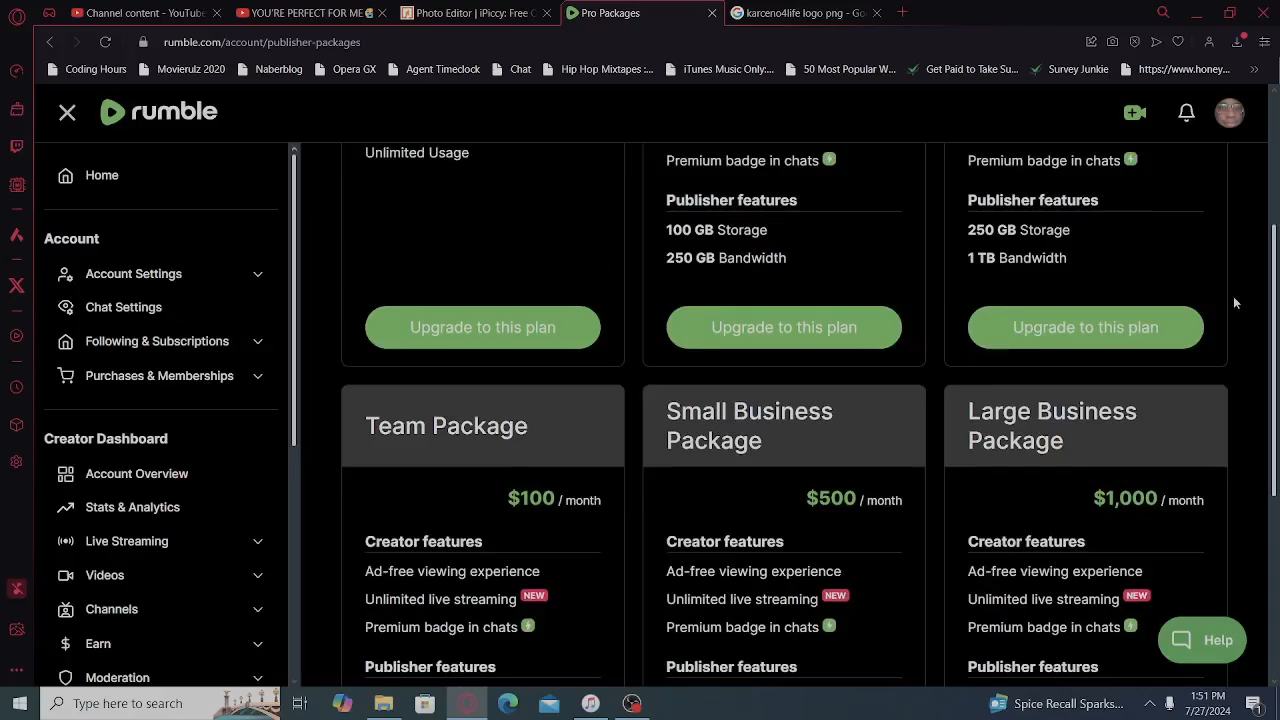 Channel content - YouTube
YOU'RE PERFECT FOR ME
Photo Editor | iPiccy: Free C
Pro Packages
karceno4life logo png - Go
rumble.com/account/publisher-packages
Coding Hours
Movierulz 2020
Naberblog
Opera GX
Agent Timeclock
Chat
Hip Hop Mixtapes :...
iTunes Music Only:...
50 Most Popular W...
Get Paid to Take Su...
Survey Junkie
https://www.honey...
rumble
Home
Account
Account Settings
Chat Settings
Following & Subscriptions
Purchases & Memberships
Creator Dashboard
Account Overview
Stats & Analytics
Live Streaming
Videos
Channels
Earn
Moderation
Unlimited Usage
Upgrade to this plan
Premium badge in chats
Publisher features
100 GB Storage
250 GB Bandwidth
Upgrade to this plan
Premium badge in chats
Publisher features
250 GB Storage
1 TB Bandwidth
Upgrade to this plan
Team Package
$100 / month
Creator features
Ad-free viewing experience
Unlimited live streaming NEW
Premium badge in chats
Publisher features
Small Business
Package
$500 / month
Creator features
Ad-free viewing experience
Unlimited live streaming NEW
Premium badge in chats
Publisher features
Large Business
Package
$1,000 / month
Creator features
Ad-free viewing experience
Unlimited live streaming NEW
Premium badge in chats
Publisher features
Help
Type here to search
Spice Recall Sparks...
1:51 PM
7/27/2024
1